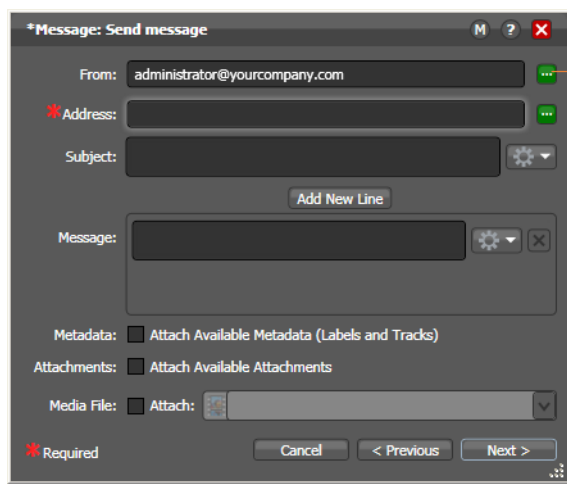 *Message: Send message M ?
From: administrator@yourcompany.com ...
*Address: ...
Subject:
Add New Line
Message:
Metadata: Attach Available Metadata (Labels and Tracks)
Attachments: Attach Available Attachments
Media File: Attach:
*Required Cancel < Previous Next >